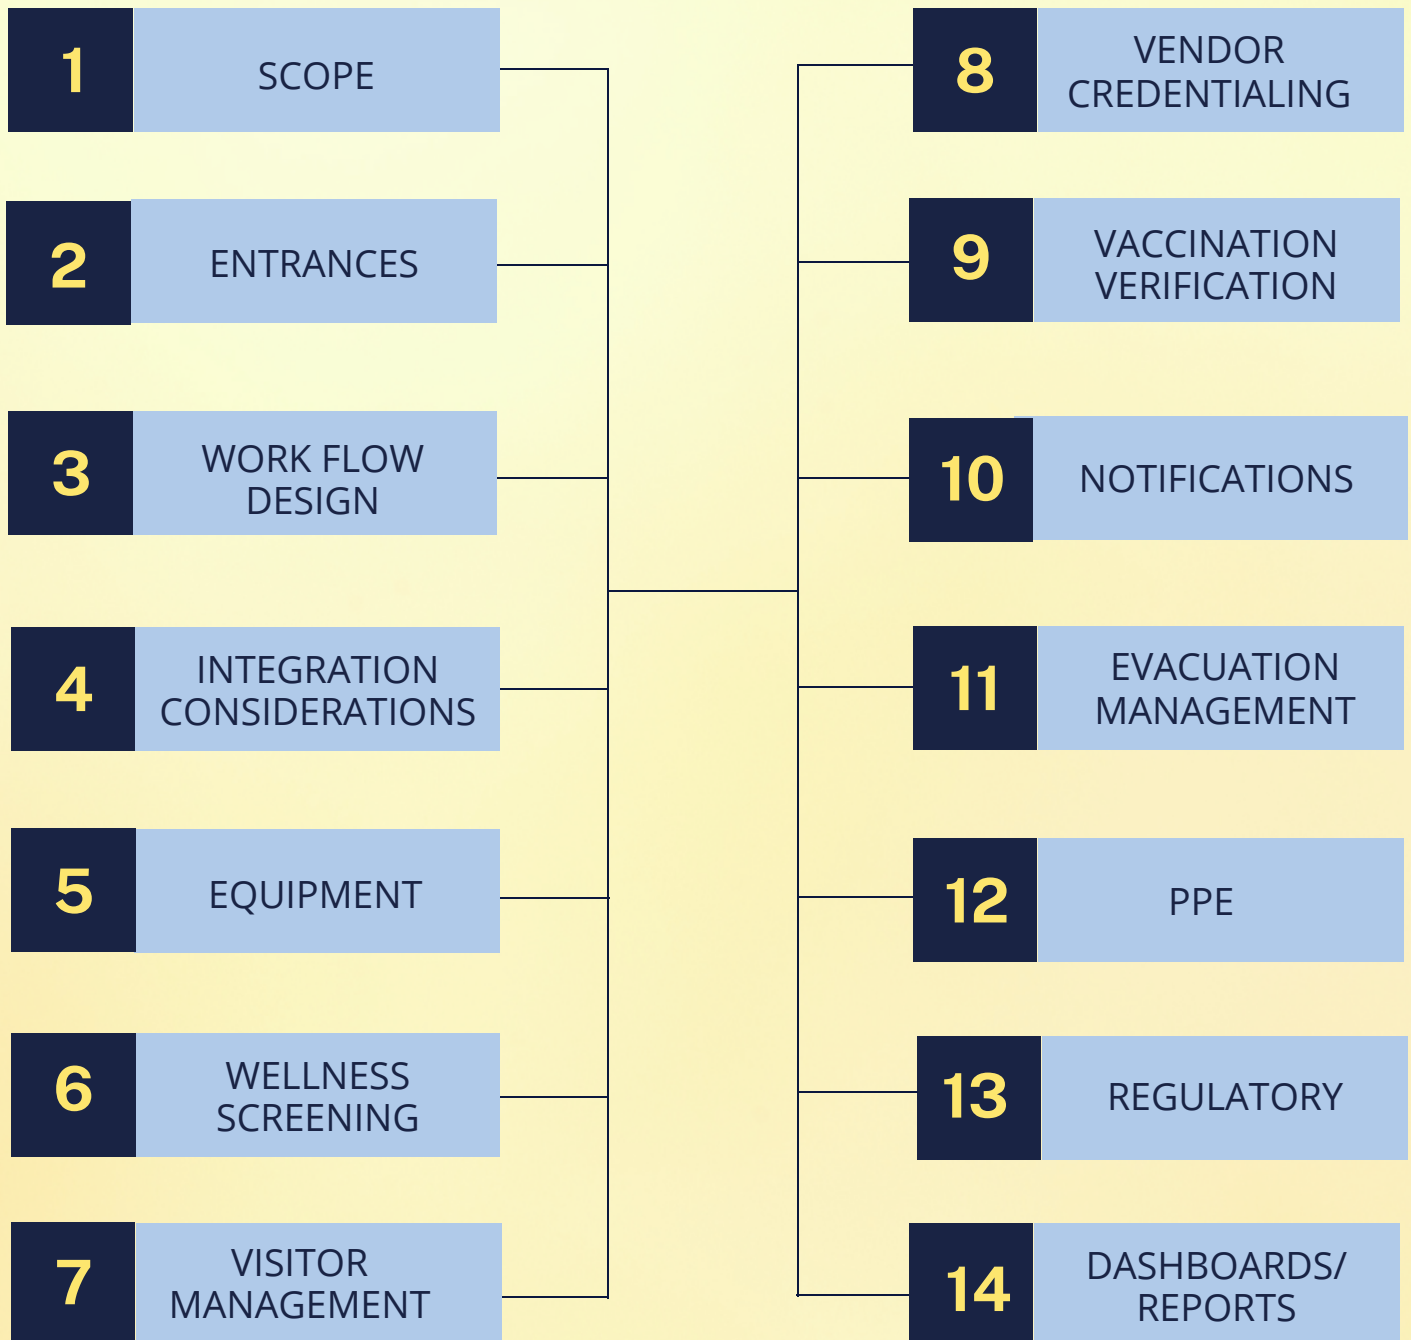 1
SCOPE
2
ENTRANCES
3
WORK FLOW
DESIGN
4
INTEGRATION
CONSIDERATIONS
5
EQUIPMENT
6
WELLNESS
SCREENING
7
VISITOR
MANAGEMENT
8
VENDOR
CREDENTIALING
9
VACCINATION
VERIFICATION
10
NOTIFICATIONS
11
EVACUATION
MANAGEMENT
12
PPE
13
REGULATORY
14
DASHBOARDS/
REPORTS